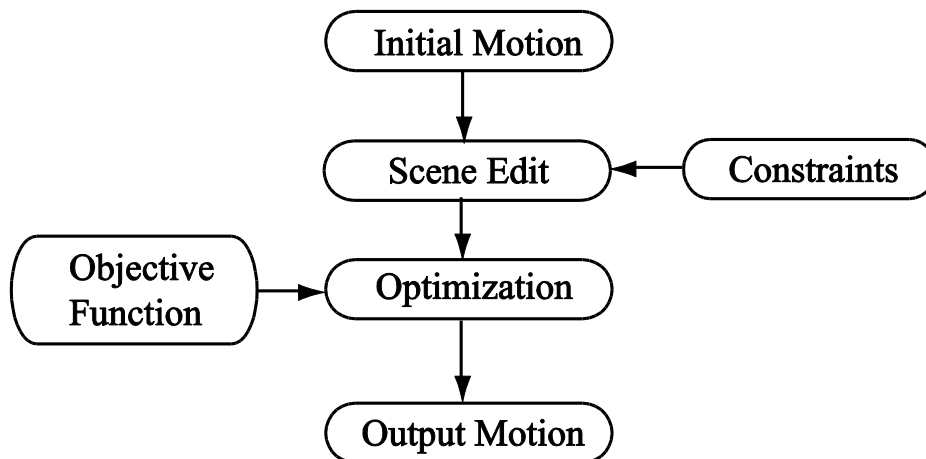 Initial Motion
Scene Edit
Constraints
Objective
Function
Optimization
Output Motion